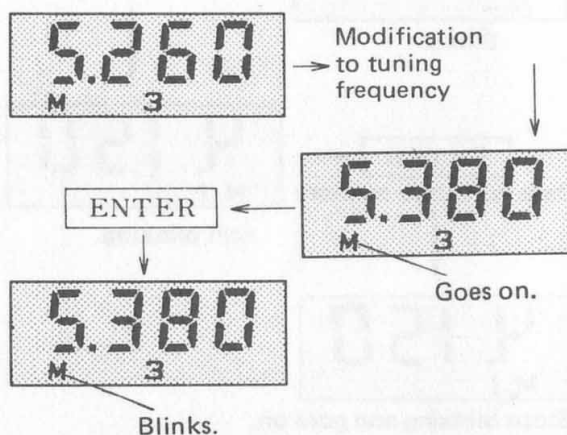 5.260
M 3
Modification
to tuning
frequency
5.380
M 3
Goes on.
ENTER
5.380
M 3
Blinks.